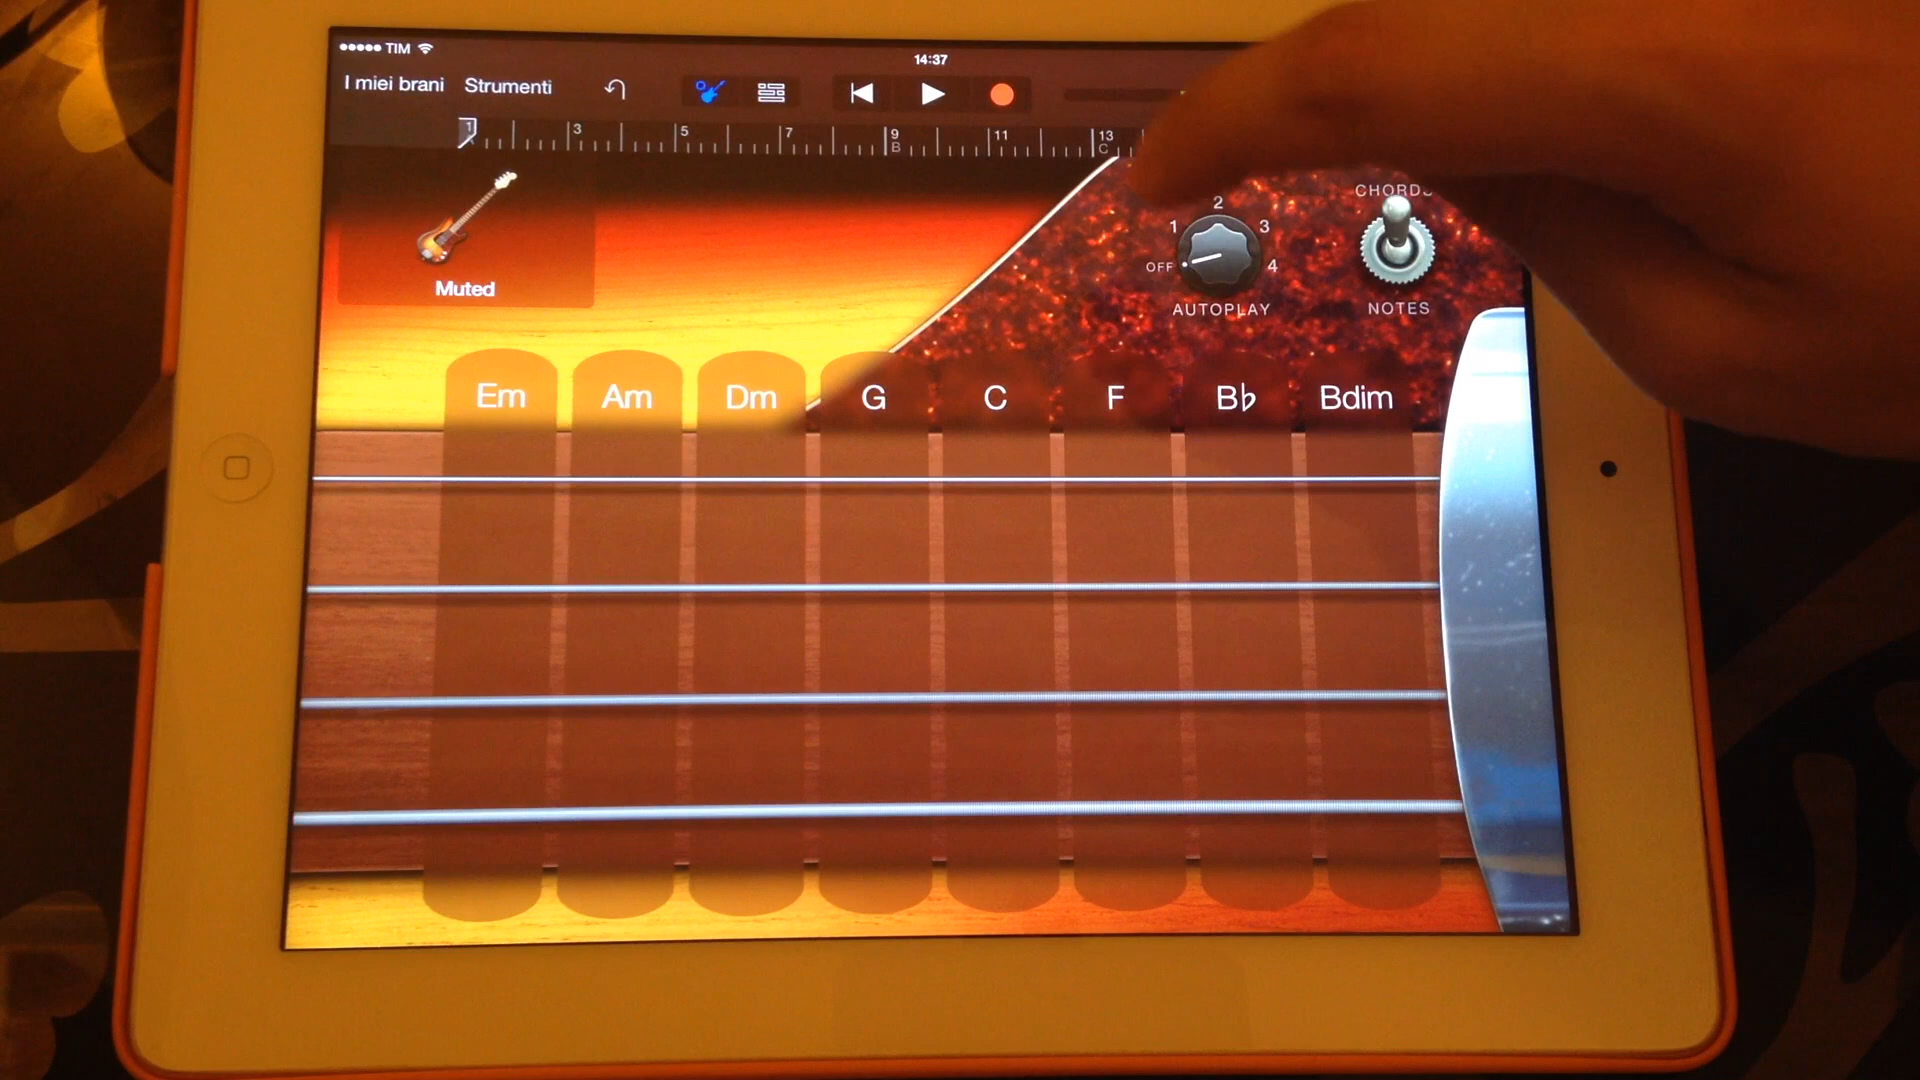 TIM
14:37
I miei brani Strumenti
1 3 5 7 9 11 13
B C
CHORDS
2
1 3
OFF 4
Muted
AUTOPLAY NOTES
Em Am Dm G C F B♭ Bdim